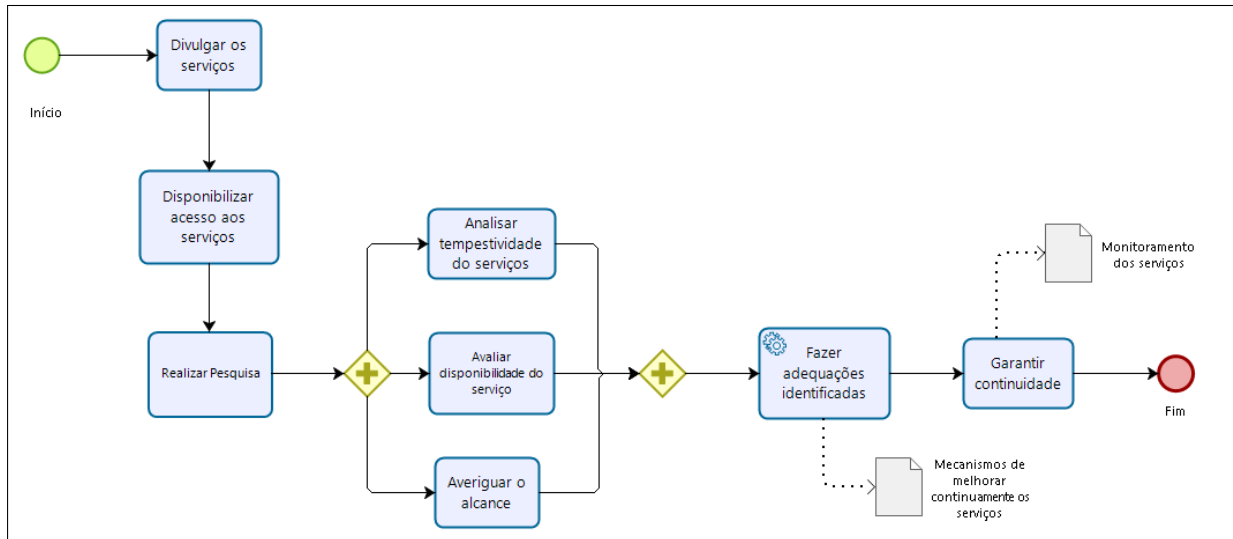 Divulgar os
serviços
Início
Disponibilizar
acesso aos
serviços
Realizar Pesquisa
Analisar
tempestividade
do serviços
Avaliar
disponibilidade do
serviço
Averiguar o
alcance
Fazer
adequações
identificadas
Mecanismos de
melhorar
continuamente os
serviços
Garantir
continuidade
Monitoramento
dos serviços
Fim